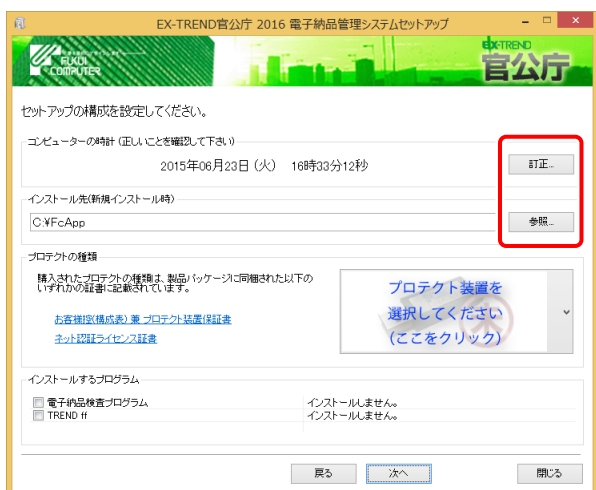 EX-TREND官公庁 2016 電子納品管理システムセットアップ
FUKUI
COMPUTER
EX-TREND
官公庁
セットアップの構成を設定してください。
コンピューターの時計 (正しいことを確認して下さい)
2015年06月23日 (火) 16時33分12秒
訂正...
インストール先(新規インストール時)
C:¥FcApp
参照...
プロテクトの種類
購入されたプロテクトの種類は、製品パッケージに同梱された以下の
いずれかの証書に記載されています。
お客様控(構成表) 兼 プロテクト装置保証書
ネット認証ライセンス証書
プロテクト装置を
選択してください
(ここをクリック)
インストールするプログラム
電子納品検査プログラム インストールしません。
TREND ff インストールしません。
戻る 次へ 閉じる